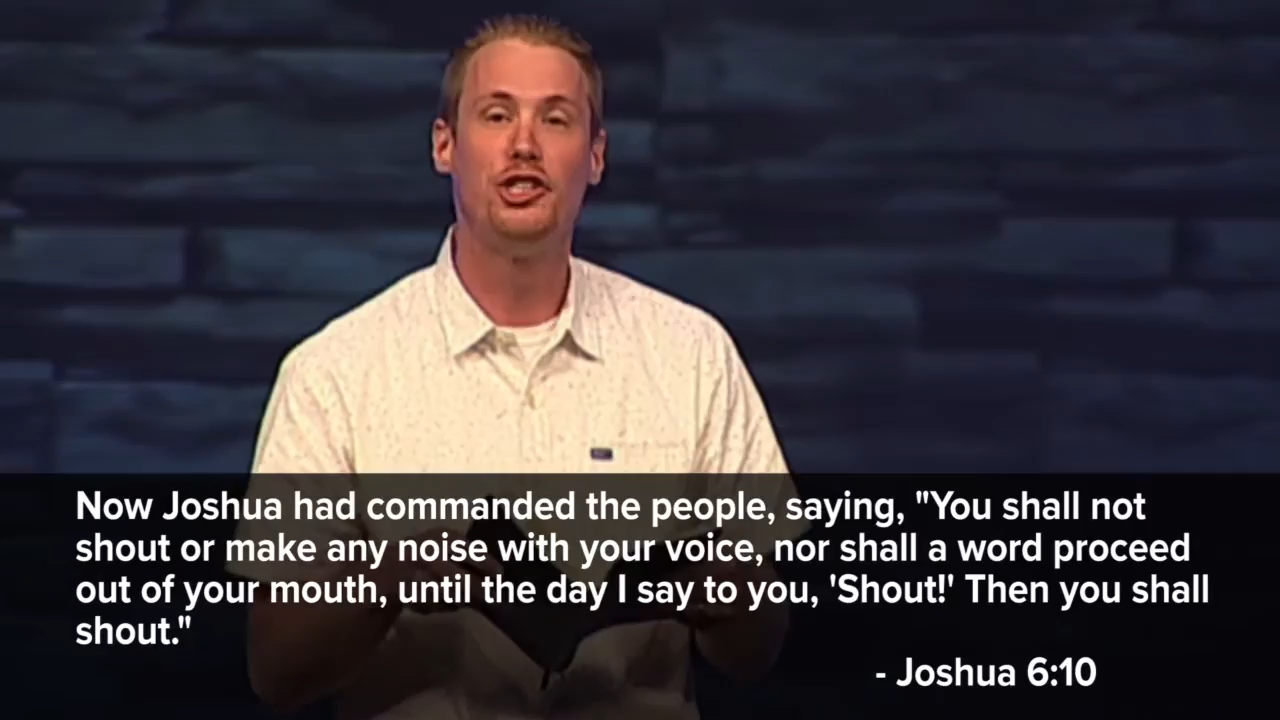 Now Joshua had commanded the people, saying, "You shall not
shout or make any noise with your voice, nor shall a word proceed
out of your mouth, until the day I say to you, 'Shout!' Then you shall
shout."
- Joshua 6:10